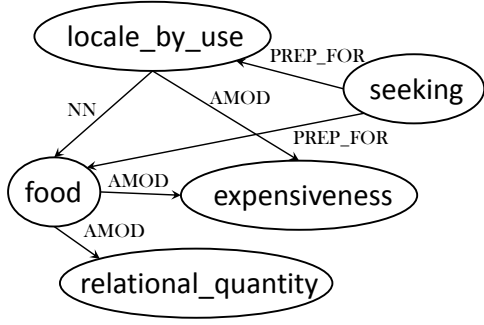 locale_by_use
PREP_FOR
seeking
NN
AMOD
PREP_FOR
food
AMOD
expensiveness
AMOD
relational_quantity